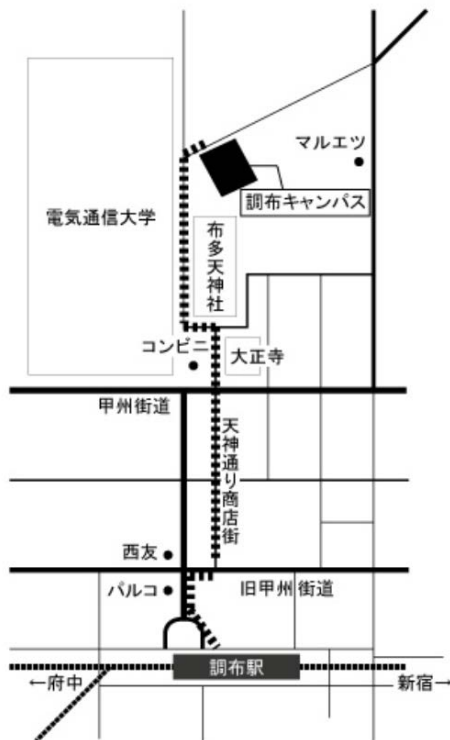 マルエツ
調布キャンパス
電気通信大学
布多天神社
コンビニ
大正寺
甲州街道
天神通り商店街
西友
パルコ
旧甲州街道
調布駅
←府中
新宿→